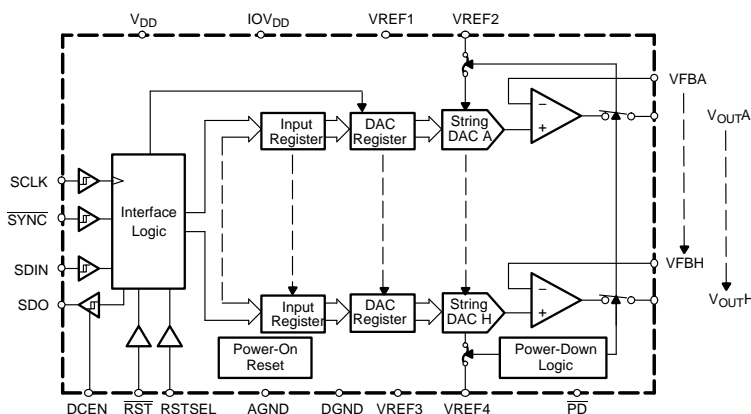 VDD
IOVDD
VREF1
VREF2
VFBA
VOUTA
Input
Register
DAC
Register
String
DAC A
−
+
SCLK
SYNC
SDIN
SDO
Interface
Logic
VFBH
VOUTH
Input
Register
DAC
Register
String
DAC H
−
+
Power-On
Reset
Power-Down
Logic
DCEN
RST
RSTSEL
AGND
DGND
VREF3
VREF4
PD